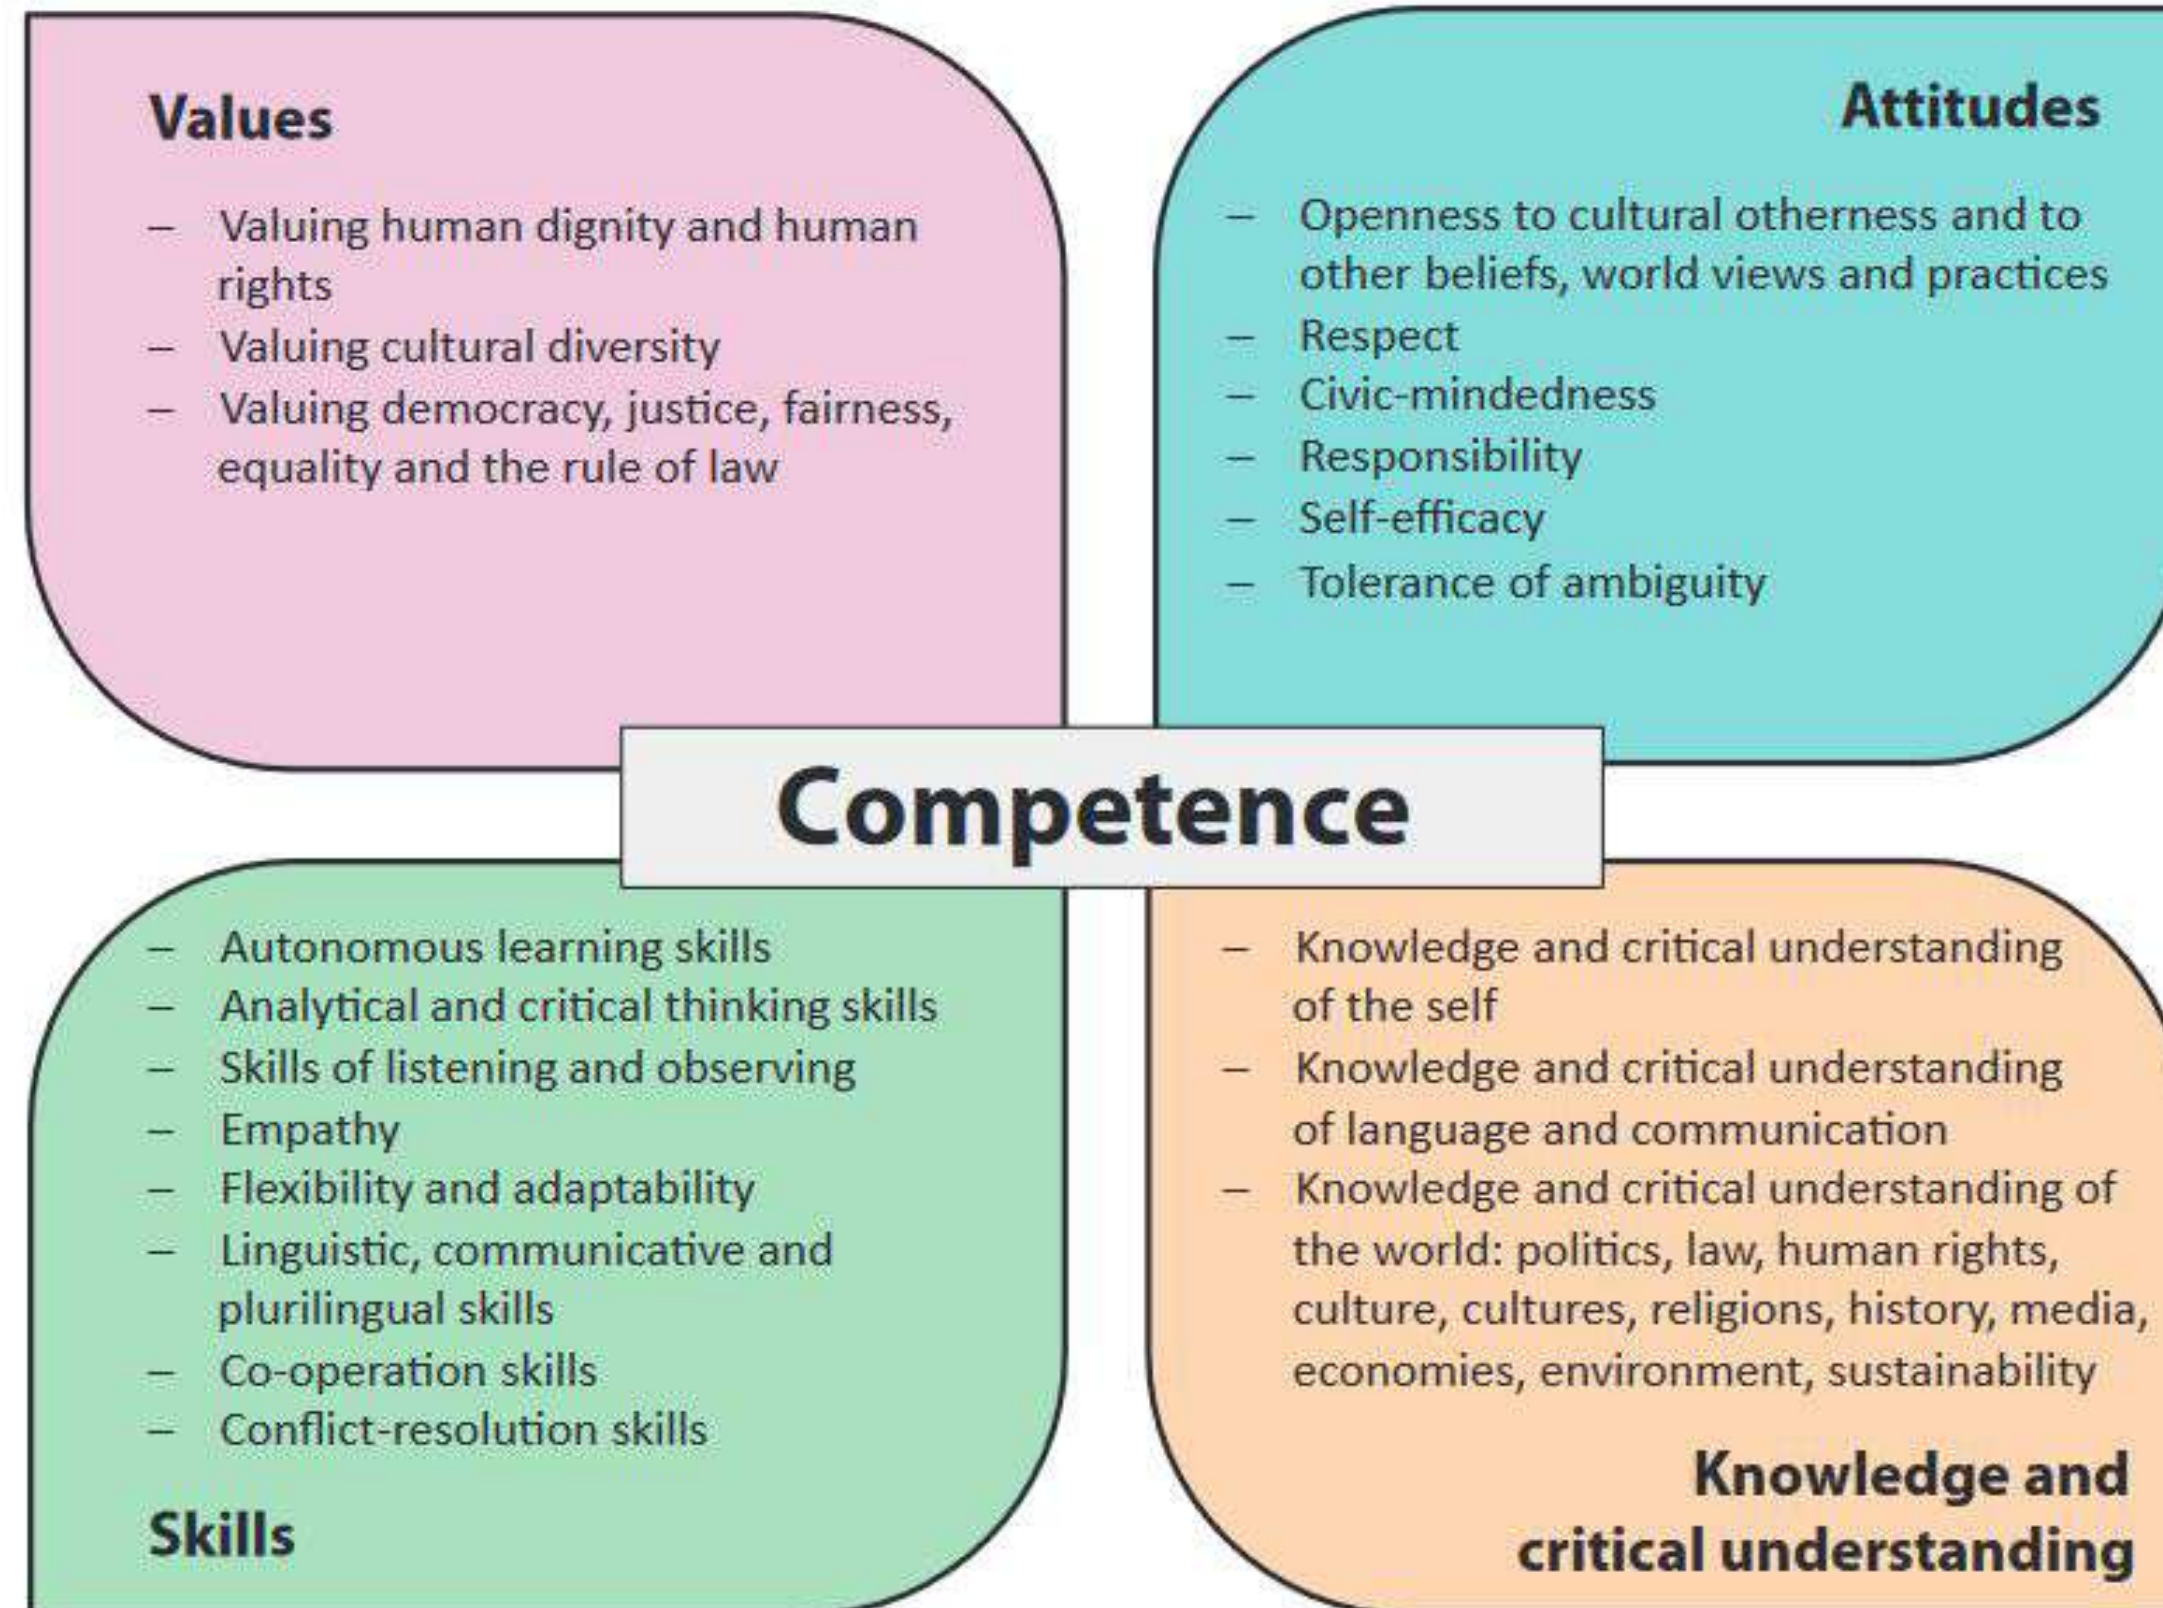 Values
– Valuing human dignity and human
rights
– Valuing cultural diversity
– Valuing democracy, justice, fairness,
equality and the rule of law
Attitudes
– Openness to cultural otherness and to
other beliefs, world views and practices
– Respect
– Civic-mindedness
– Responsibility
– Self-efficacy
– Tolerance of ambiguity
Competence
– Autonomous learning skills
– Analytical and critical thinking skills
– Skills of listening and observing
– Empathy
– Flexibility and adaptability
– Linguistic, communicative and
plurilingual skills
– Co-operation skills
– Conflict-resolution skills
Skills
– Knowledge and critical understanding
of the self
– Knowledge and critical understanding
of language and communication
– Knowledge and critical understanding of
the world: politics, law, human rights,
culture, cultures, religions, history, media,
economies, environment, sustainability
Knowledge and
critical understanding